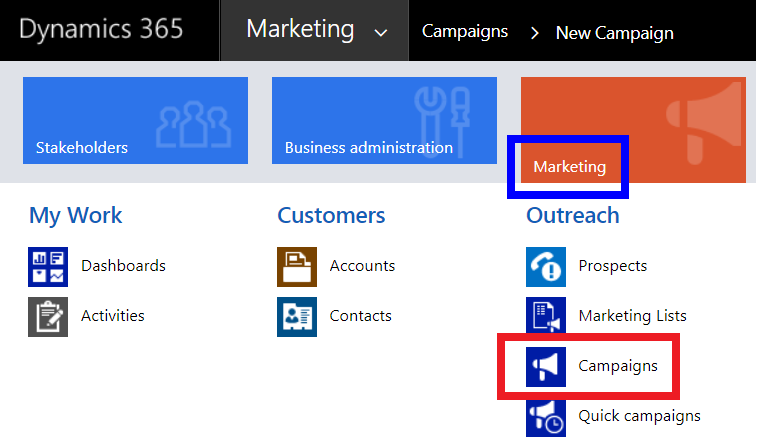 Dynamics 365 Marketing Campaigns > New Campaign
Stakeholders Business administration Marketing
My Work
Dashboards
Activities
Customers
Accounts
Contacts
Outreach
Prospects
Marketing Lists
Campaigns
Quick campaigns